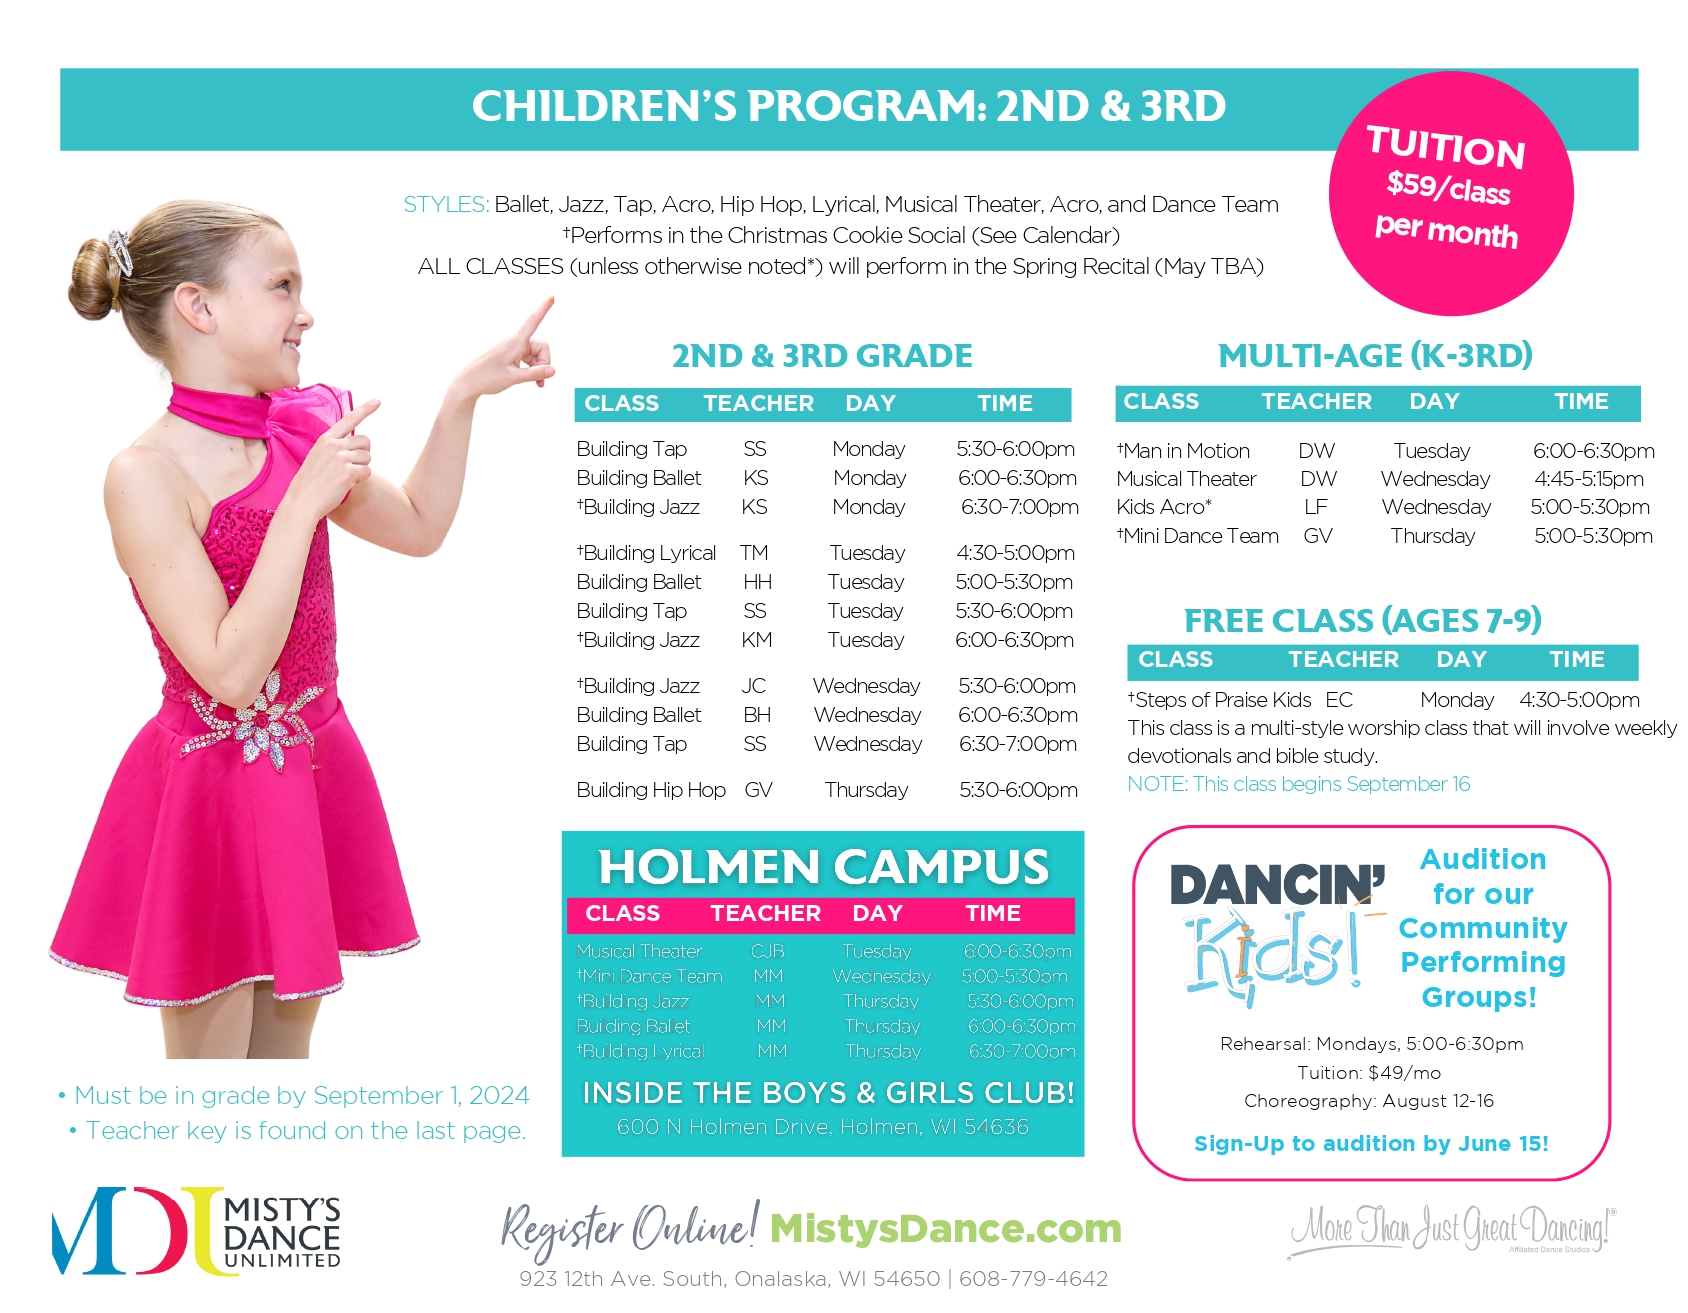 CHILDREN'S PROGRAM: 2ND & 3RD
TUITION
$59/class
per month
STYLES: Ballet, Jazz, Tap, Acro, Hip Hop, Lyrical, Musical Theater, Acro, and Dance Team
†Performs in the Christmas Cookie Social (See Calendar)
ALL CLASSES (unless otherwise noted*) will perform in the Spring Recital (May TBA)
2ND & 3RD GRADE
CLASS TEACHER DAY TIME
Building Tap SS Monday 5:30-6:00pm
Building Ballet KS Monday 6:00-6:30pm
†Building Jazz KS Monday 6:30-7:00pm
†Building Lyrical TM Tuesday 4:30-5:00pm
Building Ballet HH Tuesday 5:00-5:30pm
Building Tap SS Tuesday 5:30-6:00pm
†Building Jazz KM Tuesday 6:00-6:30pm
†Building Jazz JC Wednesday 5:30-6:00pm
Building Ballet BH Wednesday 6:00-6:30pm
Building Tap SS Wednesday 6:30-7:00pm
Building Hip Hop GV Thursday 5:30-6:00pm
MULTI-AGE (K-3RD)
CLASS TEACHER DAY TIME
†Man in Motion DW Tuesday 6:00-6:30pm
Musical Theater DW Wednesday 4:45-5:15pm
Kids Acro* LF Wednesday 5:00-5:30pm
†Mini Dance Team GV Thursday 5:00-5:30pm
FREE CLASS (AGES 7-9)
CLASS TEACHER DAY TIME
†Steps of Praise Kids EC Monday 4:30-5:00pm
This class is a multi-style worship class that will involve weekly
devotionals and bible study.
NOTE: This class begins September 16
HOLMEN CAMPUS
CLASS TEACHER DAY TIME
Musical Theater CJB Tuesday 6:00-6:30pm
†Mini Dance Team MM Wednesday 5:00-5:30pm
†Building Jazz MM Thursday 5:30-6:00pm
Building Ballet MM Thursday 6:00-6:30pm
†Building Lyrical MM Thursday 6:30-7:00pm
INSIDE THE BOYS & GIRLS CLUB!
600 N Holmen Drive, Holmen, WI 54636
DANCIN'
Kids!
Audition
for our
Community
Performing
Groups!
Rehearsal: Mondays, 5:00-6:30pm
Tuition: $49/mo
Choreography: August 12-16
Sign-Up to audition by June 15!
• Must be in grade by September 1, 2024
• Teacher key is found on the last page.
MDU MISTY'S
DANCE
UNLIMITED
Register Online! MistysDance.com
923 12th Ave. South, Onalaska, WI 54650 | 608-779-4642
More Than Just Great Dancing!®
Affiliated Dance Studios